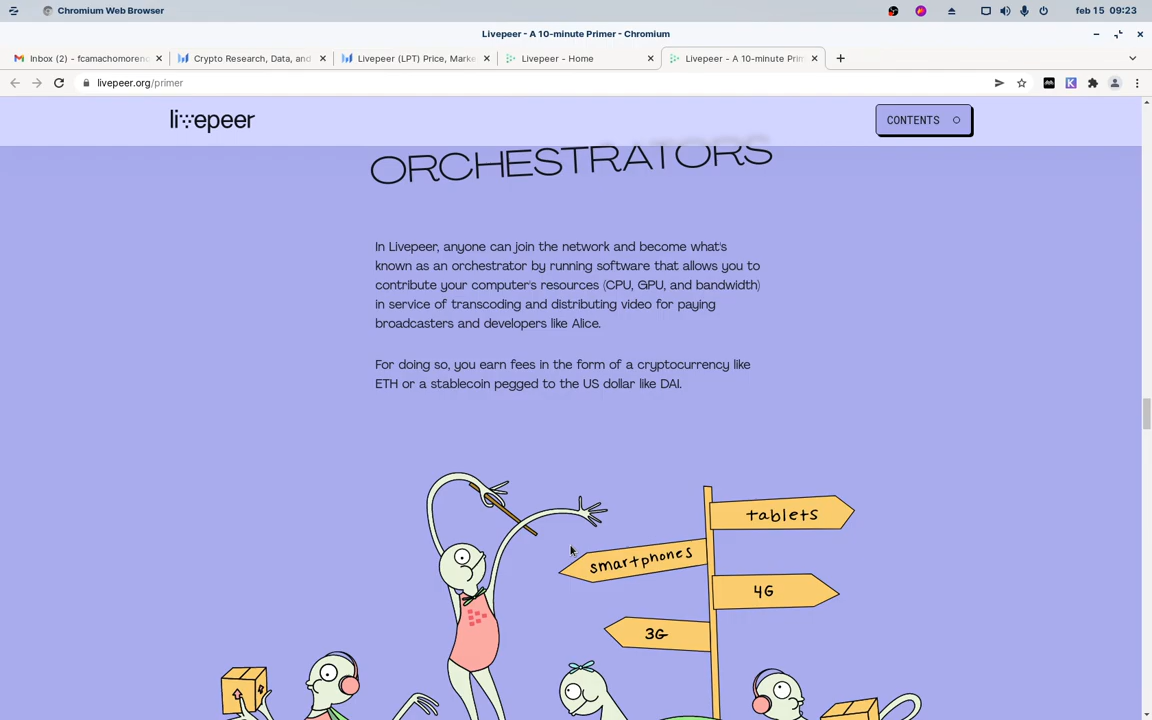 Chromium Web Browser
feb 15 09:23
Livepeer - A 10-minute Primer - Chromium
Inbox (2) - fcamachomorenc
Crypto Research, Data, and
Livepeer (LPT) Price, Marke
Livepeer - Home
Livepeer - A 10-minute Prim
livepeer.org/primer
livepeer
CONTENTS
ORCHESTRATORS
In Livepeer, anyone can join the network and become what's
known as an orchestrator by running software that allows you to
contribute your computer's resources (CPU, GPU, and bandwidth)
in service of transcoding and distributing video for paying
broadcasters and developers like Alice.
For doing so, you earn fees in the form of a cryptocurrency like
ETH or a stablecoin pegged to the US dollar like DAI.
tablets
smartphones
4G
3G